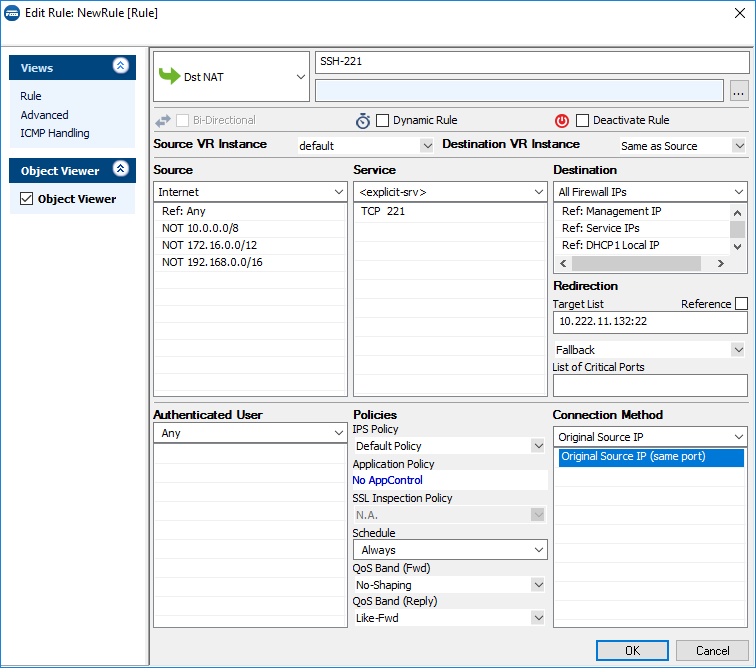 Edit Rule: NewRule [Rule]
Views
Rule
Advanced
ICMP Handling
Object Viewer
Object Viewer
Dst NAT
SSH-221
...
Bi-Directional
Dynamic Rule
Deactivate Rule
Source VR Instance
default
Destination VR Instance
Same as Source
Source
Internet
Ref: Any
NOT 10.0.0.0/8
NOT 172.16.0.0/12
NOT 192.168.0.0/16
Service
<explicit-srv>
TCP 221
Destination
All Firewall IPs
Ref: Management IP
Ref: Service IPs
Ref: DHCP1 Local IP
Redirection
Target List
Reference
10.222.11.132:22
Fallback
List of Critical Ports
Authenticated User
Any
Policies
IPS Policy
Default Policy
Application Policy
No AppControl
SSL Inspection Policy
N.A.
Schedule
Always
QoS Band (Fwd)
No-Shaping
QoS Band (Reply)
Like-Fwd
Connection Method
Original Source IP
Original Source IP (same port)
OK
Cancel